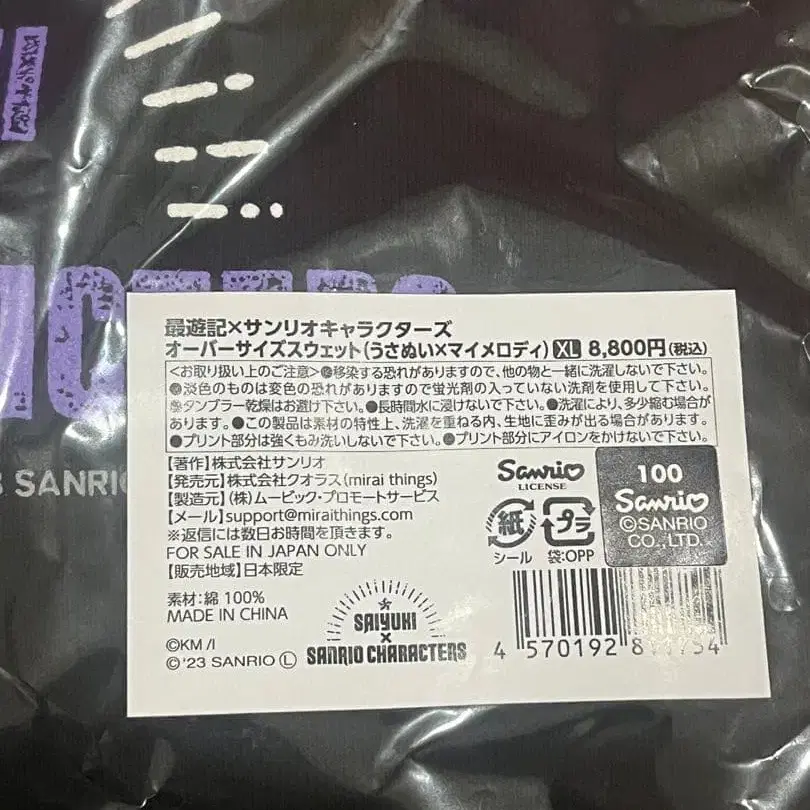 CTERS
SANRI
最遊記×サンリオキャラクターズ
オーバーサイズスウェット(うさぬい×マイメロディ) XL 8,800円(税込)
<お取り扱い上のご注意>●移染する恐れがありますので、他の物と一緒に洗濯しないで下さい。
●淡色のものは変色の恐れがありますので蛍光剤の入っていない洗剤を使用して下さい。
●タンブラー乾燥はお避け下さい。●長時間水に浸けないで下さい。●洗濯により、多少縮む場合が
あります。●この製品は素材の特性上、洗濯を重ねる内、生地に歪みが出る場合があります。
●プリント部分は強くもみ洗いしないで下さい。●プリント部分にアイロンをかけないで下さい。
【著作】株式会社サンリオ
【発売元】株式会社クオラス(mirai things)
【製造元】(株)ムービック・プロモートサービス
【メール】support@miraithings.com
※返信には数日お時間を頂きます。
FOR SALE IN JAPAN ONLY
【販売地域】日本限定
素材:綿 100%
MADE IN CHINA
©KM /I
©'23 SANRIO Ⓛ
SAIYUKI
×
SANRIO CHARACTERS
Sanrio
LICENSE
紙
シール
プラ
袋:OPP
100
Sanrio
©SANRIO
CO.,LTD.
4 570192